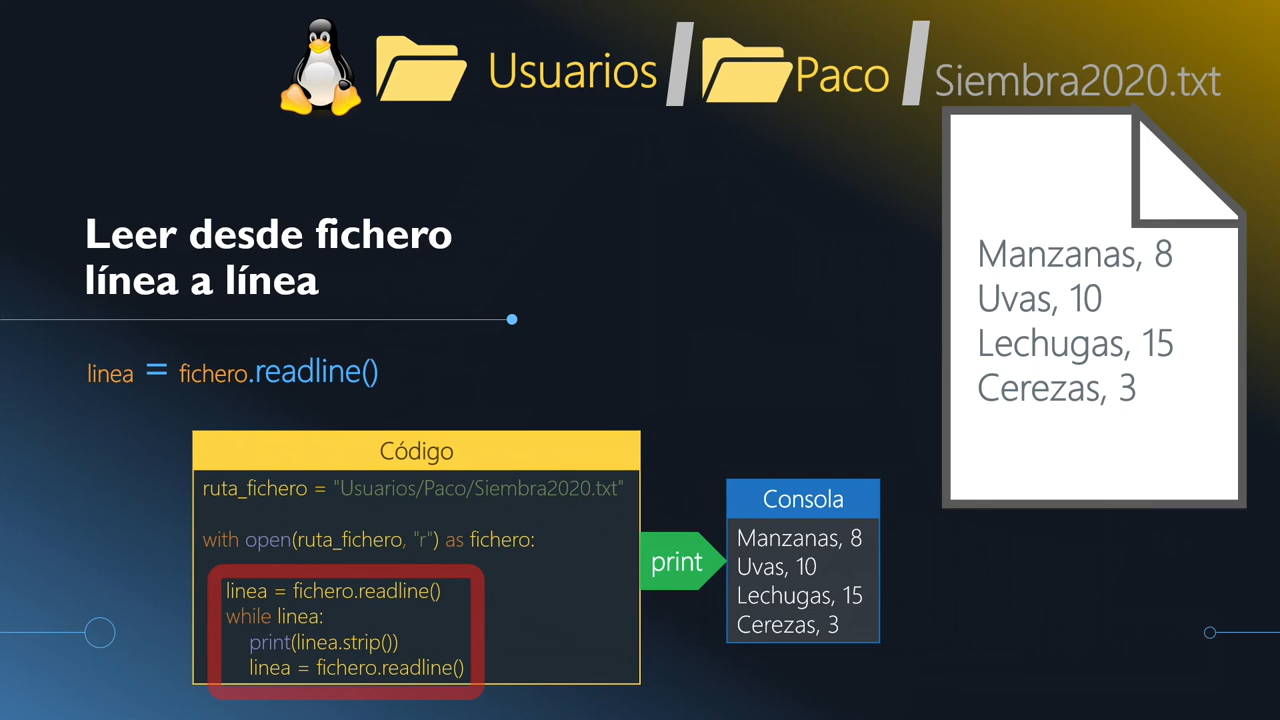 Usuarios / Paco / Siembra2020.txt
Leer desde fichero
línea a línea
linea = fichero.readline()
Manzanas, 8
Uvas, 10
Lechugas, 15
Cerezas, 3
Código
ruta_fichero = "Usuarios/Paco/Siembra2020.txt"
with open(ruta_fichero, "r") as fichero:
linea = fichero.readline()
while linea:
print(linea.strip())
linea = fichero.readline()
print
Consola
Manzanas, 8
Uvas, 10
Lechugas, 15
Cerezas, 3